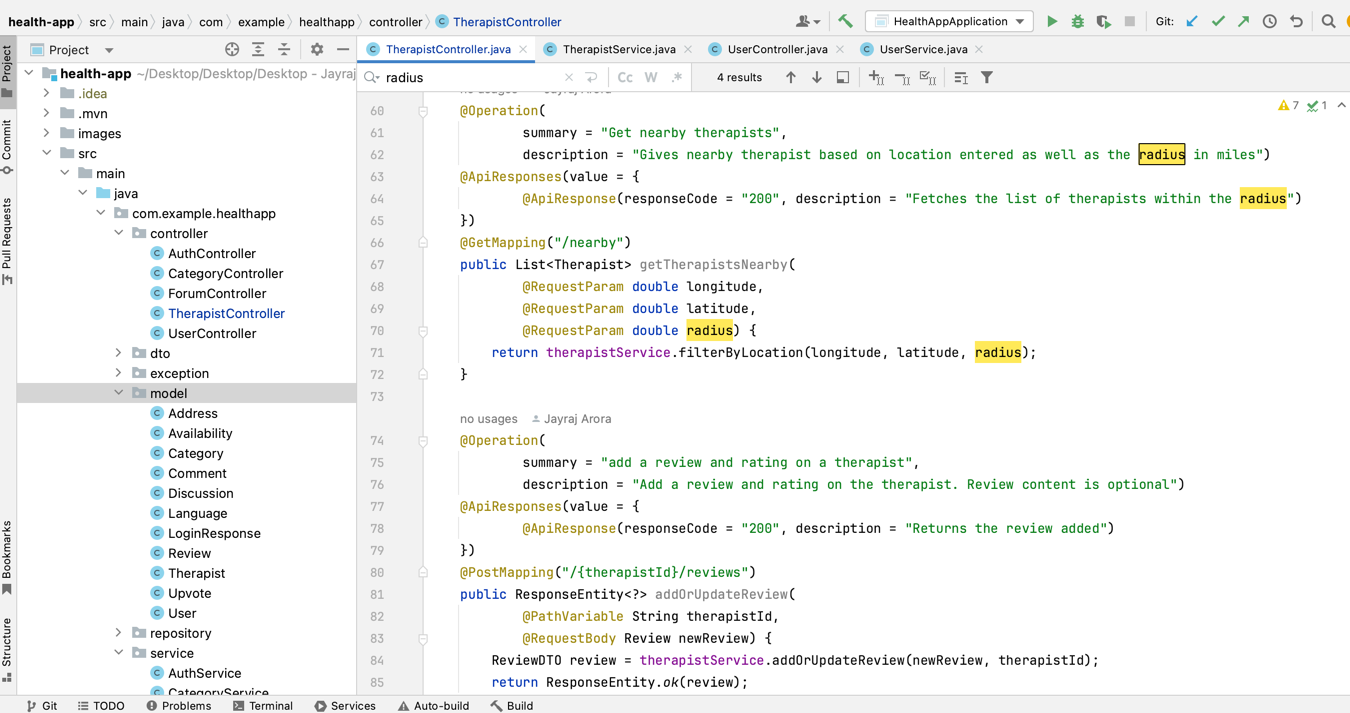 health-app src main java com example healthapp controller TherapistController HealthAppApplication Git:
Project
TherapistController.java TherapistService.java UserController.java UserService.java
radius Cc W .* 4 results
health-app ~/Desktop/Desktop/Desktop - Jayraj
.idea
.mvn
images
src
main
java
com.example.healthapp
controller
AuthController
CategoryController
ForumController
TherapistController
UserController
dto
exception
model
Address
Availability
Category
Comment
Discussion
Language
LoginResponse
Review
Therapist
Upvote
User
repository
service
AuthService
CategoryService
Project
Commit
Pull Requests
Bookmarks
Structure
no usages Jayraj Arora
7 1
60 @Operation(
61 summary = "Get nearby therapists",
62 description = "Gives nearby therapist based on location entered as well as the radius in miles")
63 @ApiResponses(value = {
64 @ApiResponse(responseCode = "200", description = "Fetches the list of therapists within the radius")
65 })
66 @GetMapping("/nearby")
67 public List<Therapist> getTherapistsNearby(
68 @RequestParam double longitude,
69 @RequestParam double latitude,
70 @RequestParam double radius) {
71 return therapistService.filterByLocation(longitude, latitude, radius);
72 }
73
no usages Jayraj Arora
74 @Operation(
75 summary = "add a review and rating on a therapist",
76 description = "Add a review and rating on the therapist. Review content is optional")
77 @ApiResponses(value = {
78 @ApiResponse(responseCode = "200", description = "Returns the review added")
79 })
80 @PostMapping("/{therapistId}/reviews")
81 public ResponseEntity<?> addOrUpdateReview(
82 @PathVariable String therapistId,
83 @RequestBody Review newReview) {
84 ReviewDTO review = therapistService.addOrUpdateReview(newReview, therapistId);
85 return ResponseEntity.ok(review);
Git TODO Problems Terminal Services Auto-build Build